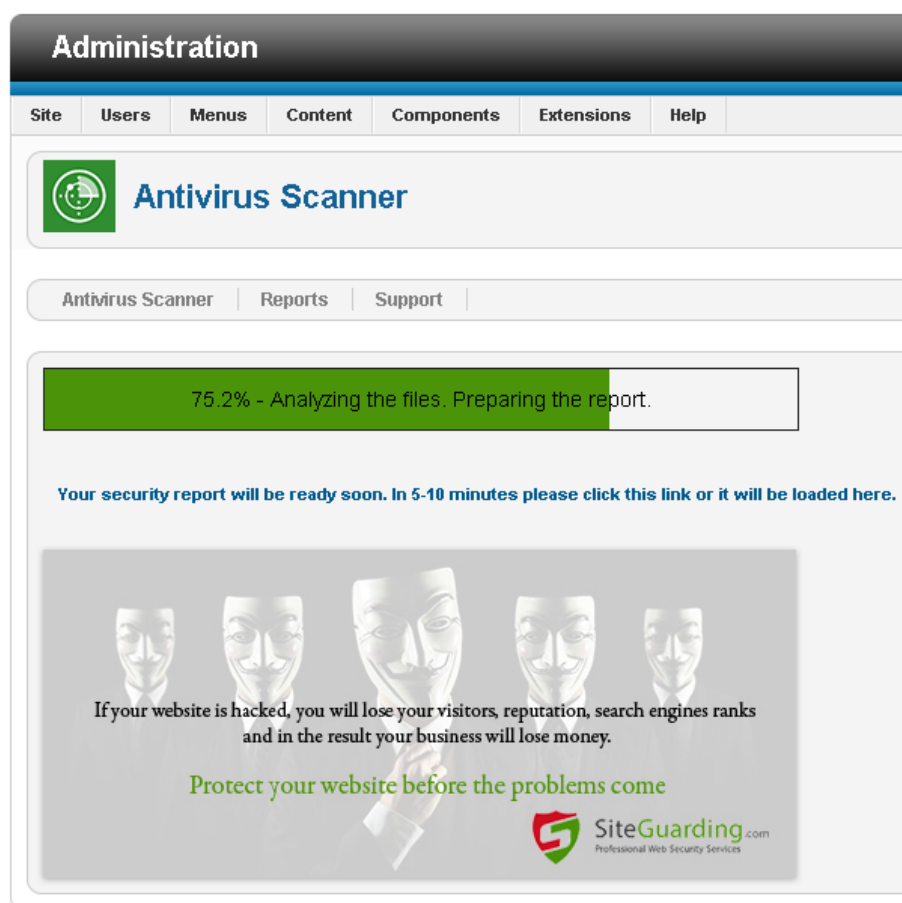 Administration
Site Users Menus Content Components Extensions Help
Antivirus Scanner
Antivirus Scanner Reports Support
75.2% - Analyzing the files. Preparing the report.
Your security report will be ready soon. In 5-10 minutes please click this link or it will be loaded here.
If your website is hacked, you will lose your visitors, reputation, search engines ranks
and in the result your business will lose money.
Protect your website before the problems come
SiteGuarding.com
Professional Web Security Services